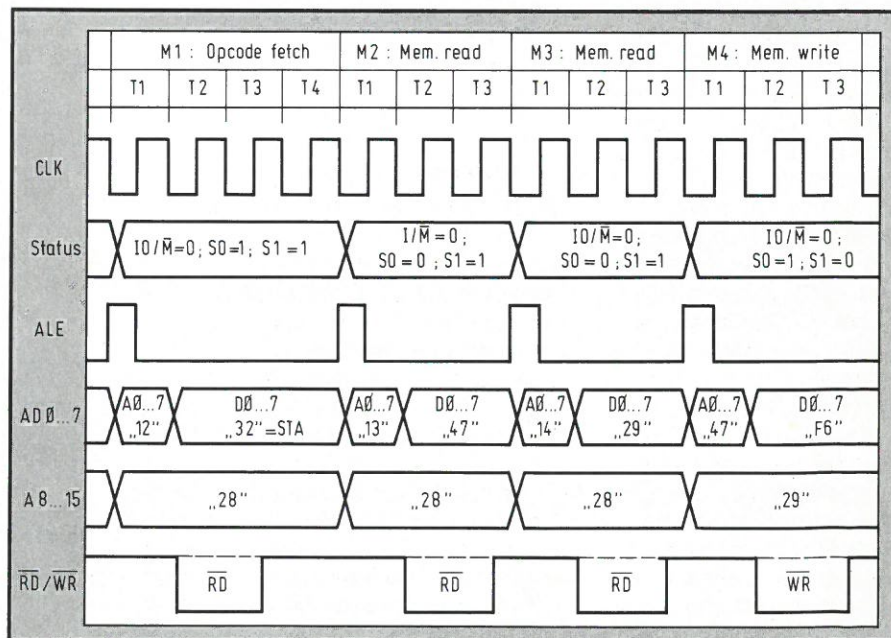 M1 : Opcode fetch M2 : Mem. read M3 : Mem. read M4 : Mem. write
T1 T2 T3 T4 T1 T2 T3 T1 T2 T3 T1 T2 T3
CLK
Status
IO/M̅=0; S0=1; S1=1
I/M̅=0;
S0=0; S1=1
IO/M̅=0;
S0=0; S1=1
IO/M̅=0;
S0=1; S1=0
ALE
ADØ...7
AØ...7
„12"
DØ...7
„32"=STA
AØ...7
„13"
DØ...7
„47"
AØ...7
„14"
DØ...7
„29"
AØ...7
„47"
DØ...7
„F6"
A8...15
„28"
„28"
„28"
„29"
R̅D̅/W̅R̅
R̅D̅
R̅D̅
R̅D̅
W̅R̅